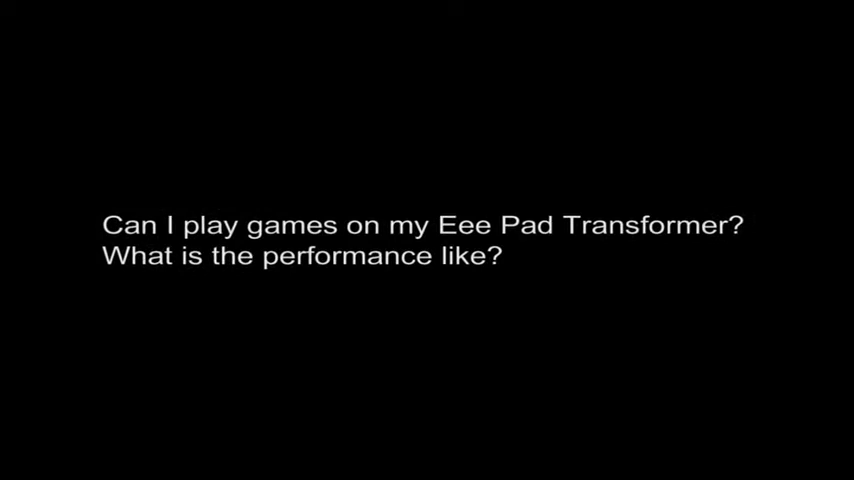 Can I play games on my Eee Pad Transformer?
What is the performance like?